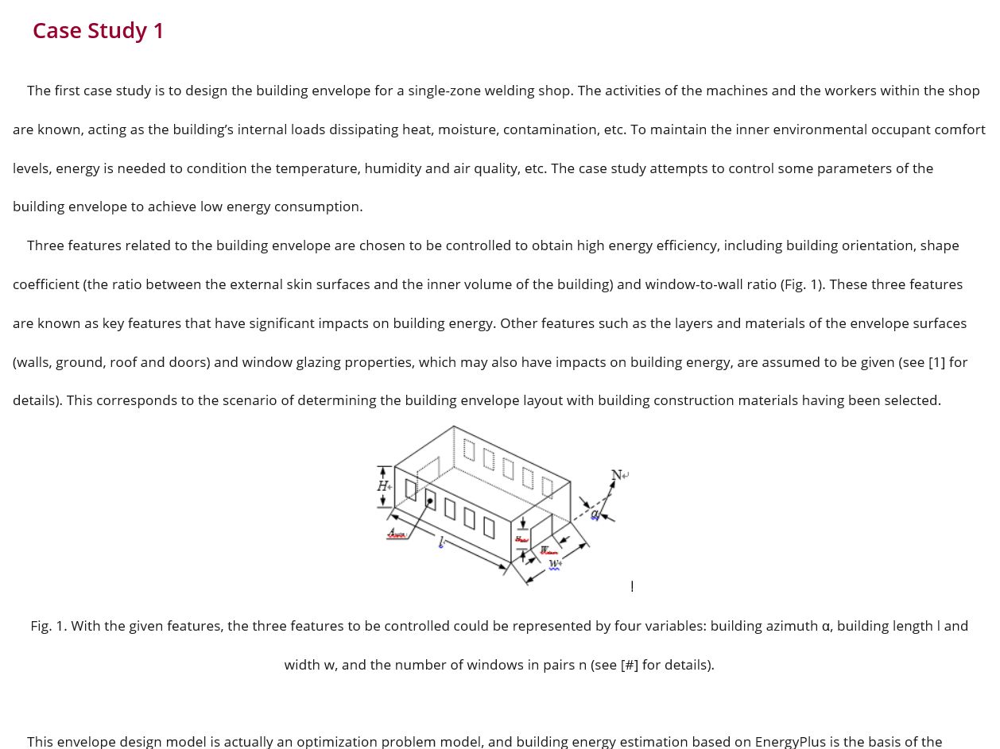 Case Study 1
The first case study is to design the building envelope for a single-zone welding shop. The activities of the machines and the workers within the shop
are known, acting as the building’s internal loads dissipating heat, moisture, contamination, etc. To maintain the inner environmental occupant comfort
levels, energy is needed to condition the temperature, humidity and air quality, etc. The case study attempts to control some parameters of the
building envelope to achieve low energy consumption.
Three features related to the building envelope are chosen to be controlled to obtain high energy efficiency, including building orientation, shape
coefficient (the ratio between the external skin surfaces and the inner volume of the building) and window-to-wall ratio (Fig. 1). These three features
are known as key features that have significant impacts on building energy. Other features such as the layers and materials of the envelope surfaces
(walls, ground, roof and doors) and window glazing properties, which may also have impacts on building energy, are assumed to be given (see [1] for
details). This corresponds to the scenario of determining the building envelope layout with building construction materials having been selected.
N
H
α
l
w
Fig. 1. With the given features, the three features to be controlled could be represented by four variables: building azimuth α, building length l and
width w, and the number of windows in pairs n (see [#] for details).
This envelope design model is actually an optimization problem model, and building energy estimation based on EnergyPlus is the basis of the